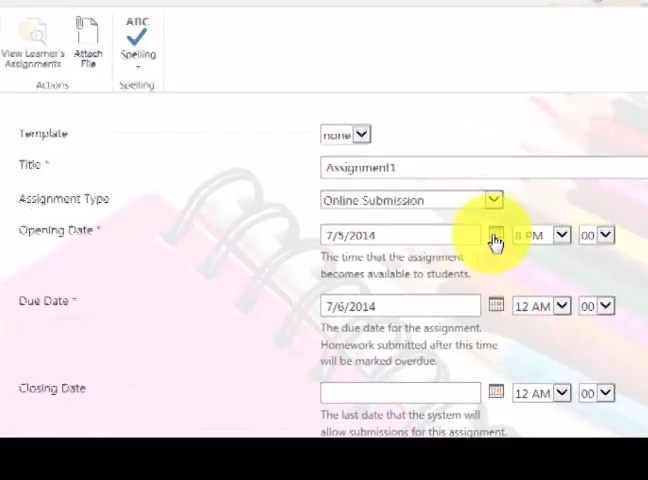 View Learner's
Assignments
Attach
File
ABC
Spelling
Actions
Spelling
Template
none
Title *
Assignment1
Assignment Type
Online Submission
Opening Date *
7/5/2014
8 PM
00
The time that the assignment
becomes available to students.
Due Date *
7/6/2014
12 AM
00
The due date for the assignment.
Homework submitted after this time
will be marked overdue.
Closing Date
12 AM
00
The last date that the system will
allow submissions for this assignment.